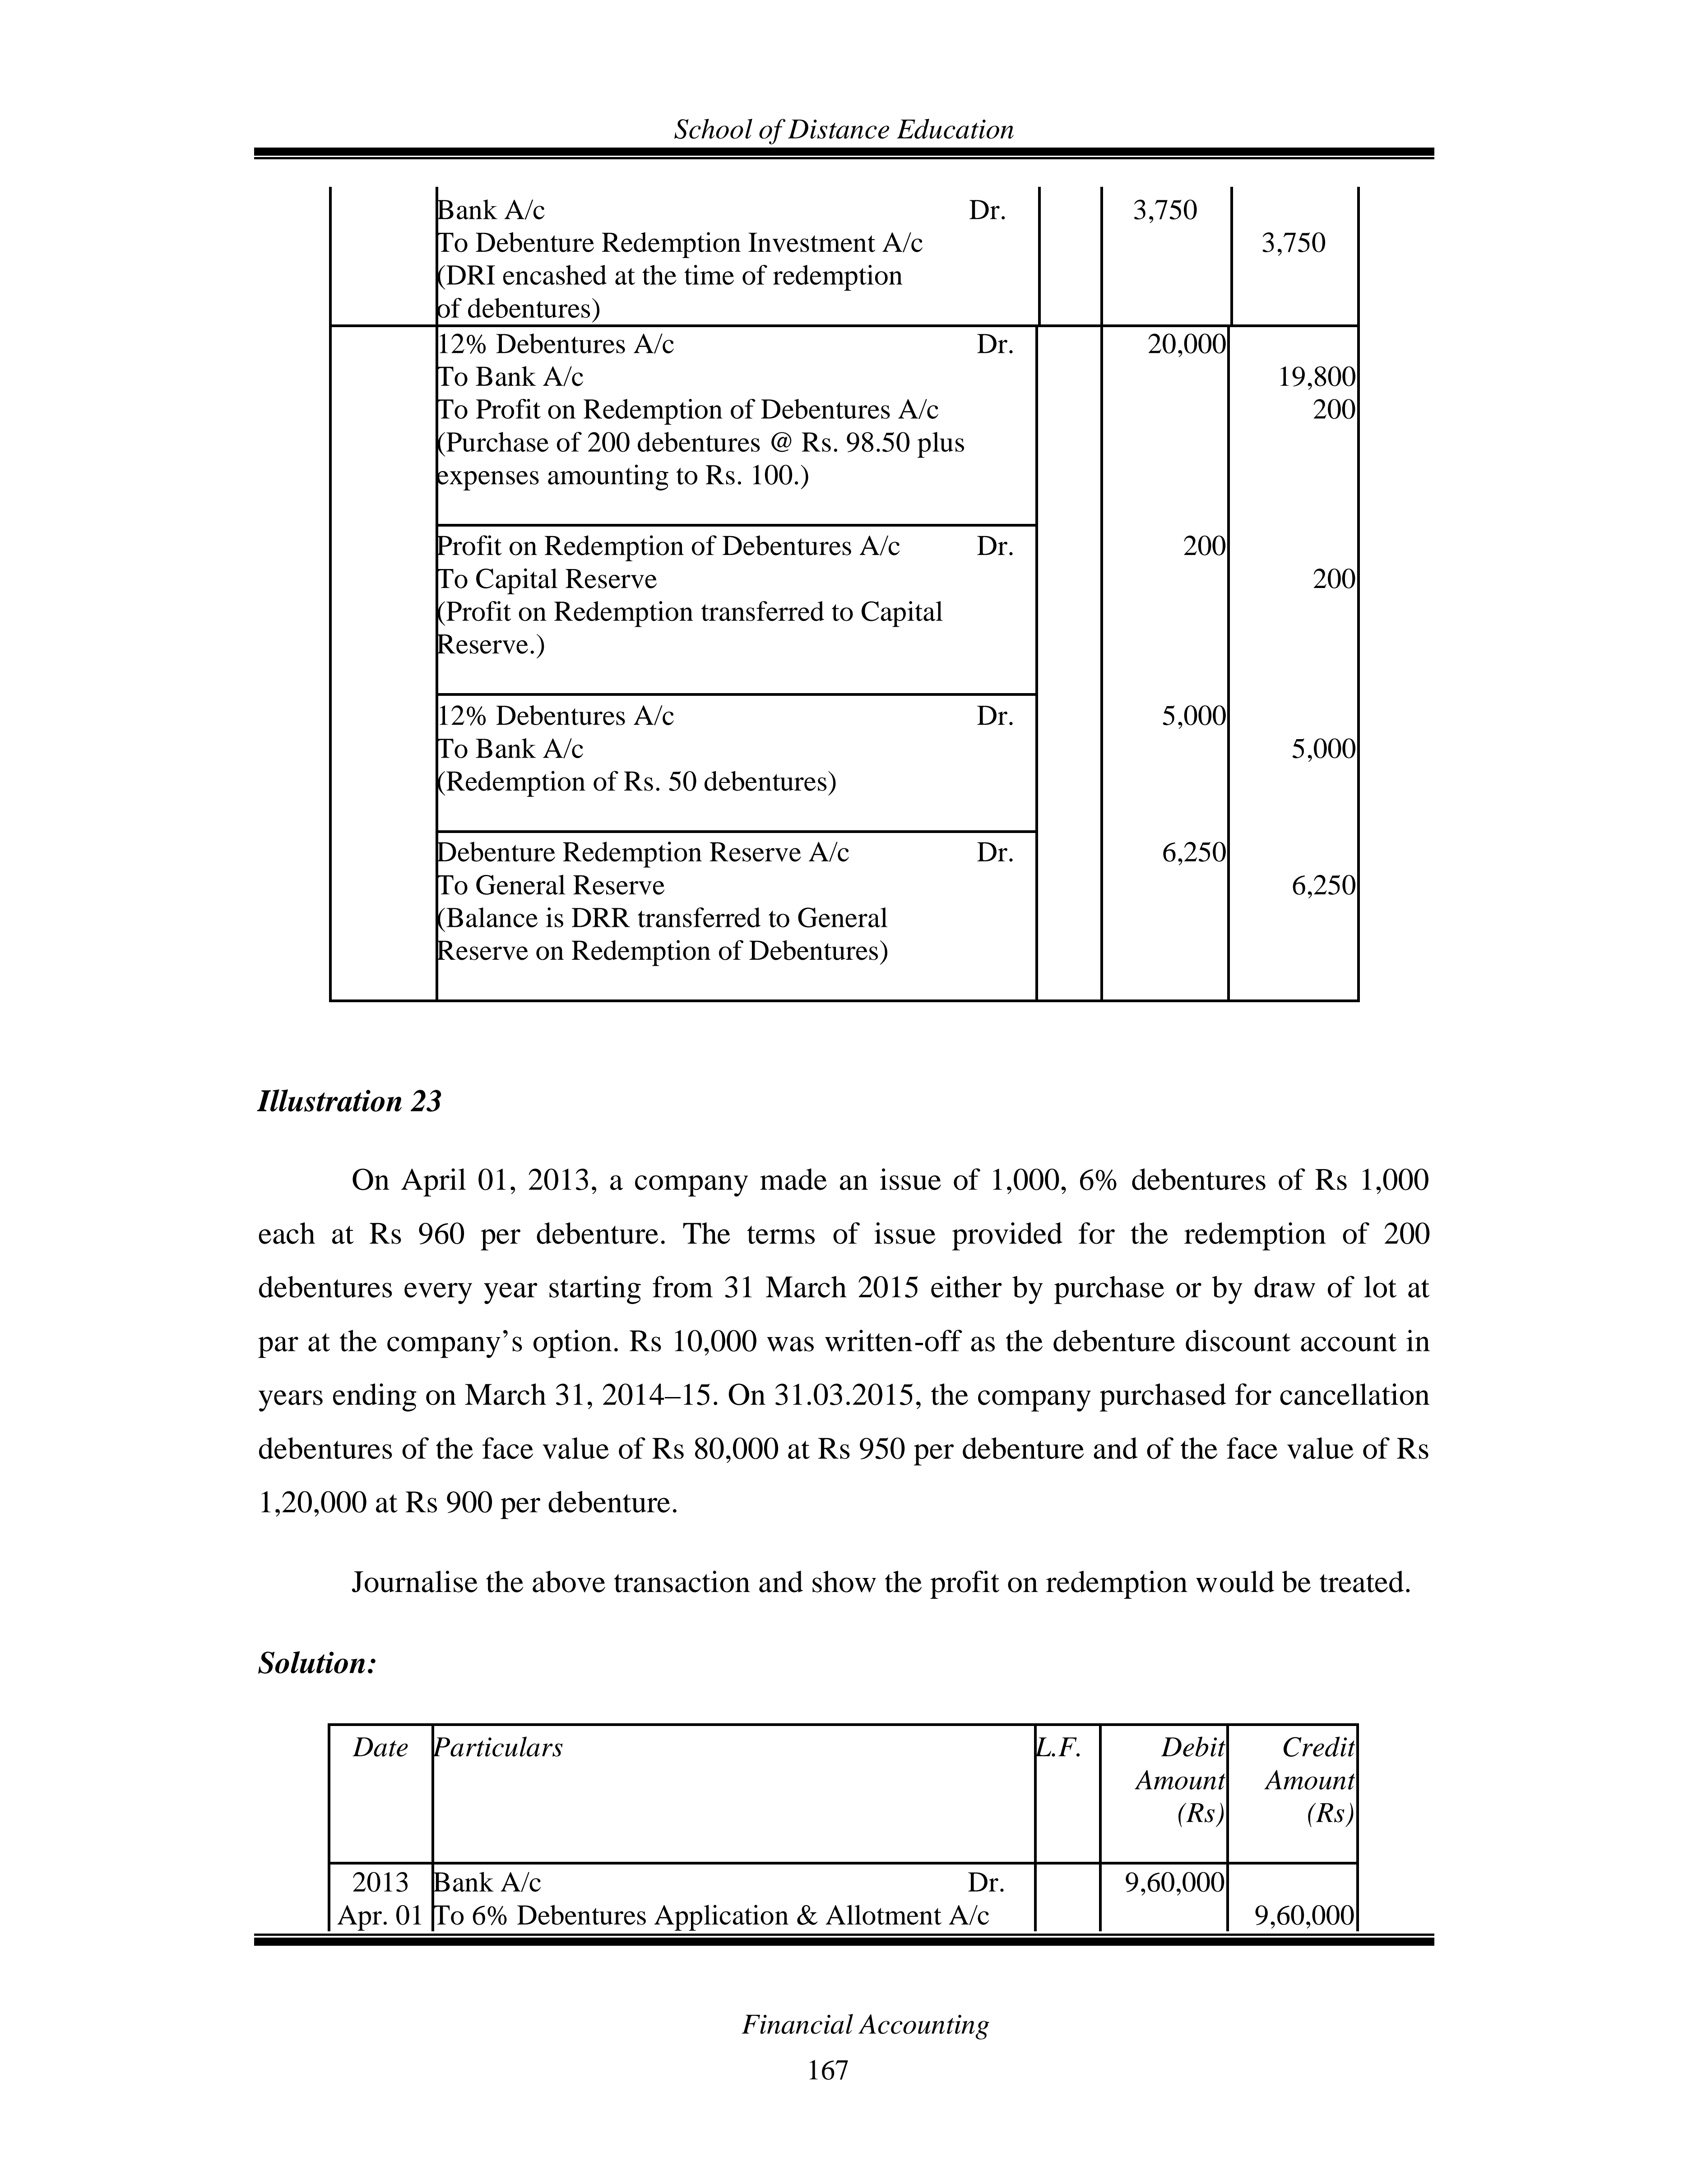 School of Distance Education
Bank A/c Dr. 3,750
To Debenture Redemption Investment A/c 3,750
(DRI encashed at the time of redemption
of debentures)
12% Debentures A/c Dr. 20,000
To Bank A/c 19,800
To Profit on Redemption of Debentures A/c 200
(Purchase of 200 debentures @ Rs. 98.50 plus
expenses amounting to Rs. 100.)
Profit on Redemption of Debentures A/c Dr. 200
To Capital Reserve 200
(Profit on Redemption transferred to Capital
Reserve.)
12% Debentures A/c Dr. 5,000
To Bank A/c 5,000
(Redemption of Rs. 50 debentures)
Debenture Redemption Reserve A/c Dr. 6,250
To General Reserve 6,250
(Balance is DRR transferred to General
Reserve on Redemption of Debentures)
Illustration 23
On April 01, 2013, a company made an issue of 1,000, 6% debentures of Rs 1,000
each at Rs 960 per debenture. The terms of issue provided for the redemption of 200
debentures every year starting from 31 March 2015 either by purchase or by draw of lot at
par at the company’s option. Rs 10,000 was written-off as the debenture discount account in
years ending on March 31, 2014–15. On 31.03.2015, the company purchased for cancellation
debentures of the face value of Rs 80,000 at Rs 950 per debenture and of the face value of Rs
1,20,000 at Rs 900 per debenture.
Journalise the above transaction and show the profit on redemption would be treated.
Solution:
Date Particulars L.F. Debit Credit
Amount Amount
(Rs) (Rs)
2013 Bank A/c Dr. 9,60,000
Apr. 01 To 6% Debentures Application & Allotment A/c 9,60,000
Financial Accounting
167